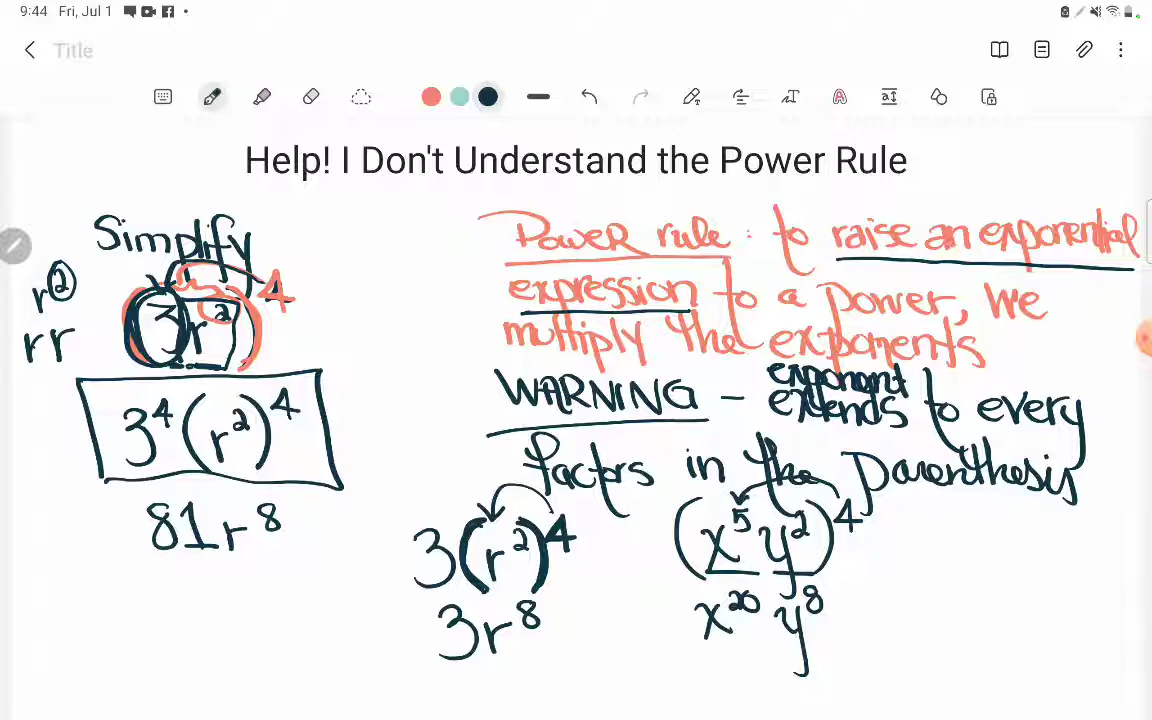 9:44 Fri, Jul 1
Title
Help! I Don't Understand the Power Rule
Simplify
r²
rr
(3r²)⁴
3⁴(r²)⁴
81r⁸
Power rule: to raise an exponential
expression to a power, we
multiply the exponents
WARNING - exponent
extends to every
factors in the parenthesis
3(r²)⁴
3r⁸
(x⁵y²)⁴
x²⁰y⁸